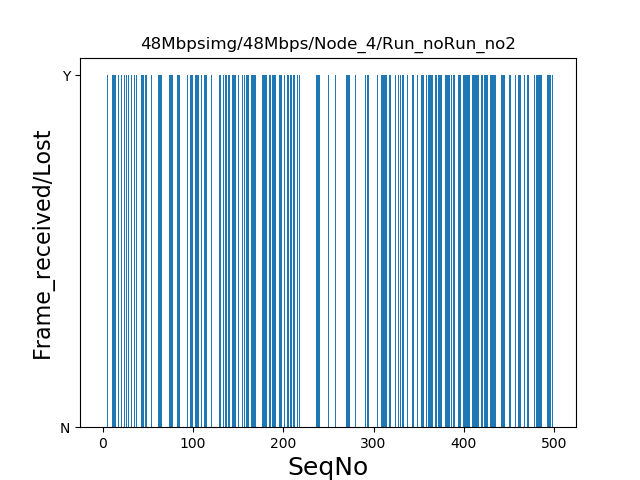 48Mbpsimg/48Mbps/Node_4/Run_noRun_no2
Y
Frame_received/Lost
N
0 100 200 300 400 500
SeqNo